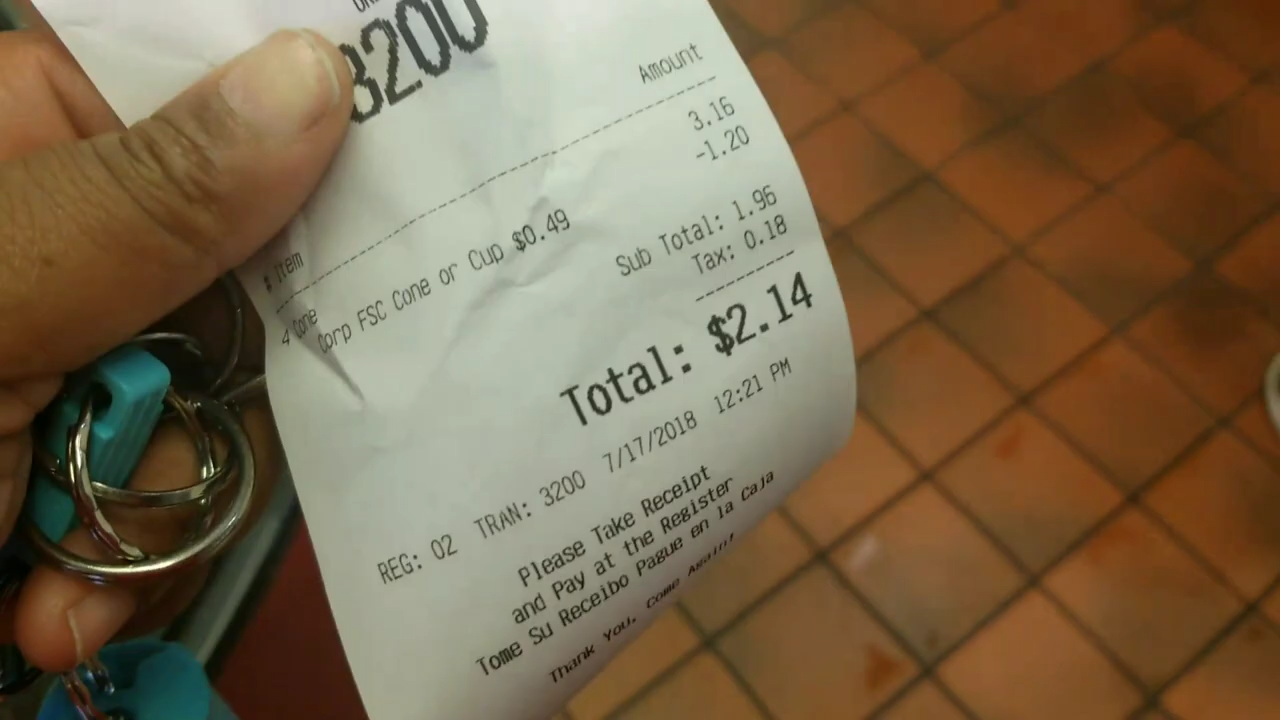 3200
# Item Amount
4 Cone 3.16
Corp FSC Cone or Cup $0.49 -1.20
Sub Total: 1.96
Tax: 0.18
Total: $2.14
REG: 02 TRAN: 3200 7/17/2018 12:21 PM
Please Take Receipt
and Pay at the Register
Tome Su Receibo Pague en la Caja
Thank You, Come Again!